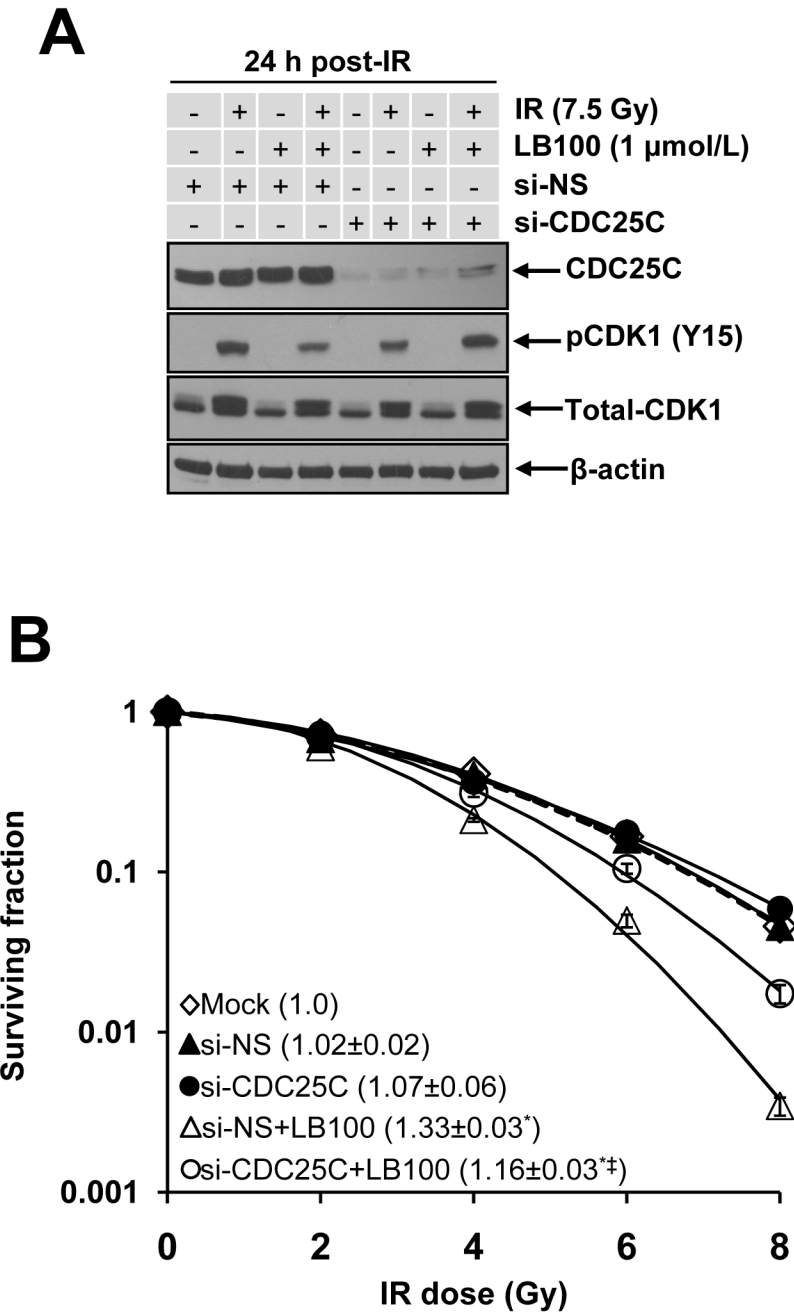 A
24 h post-IR
- + - + - + - + IR (7.5 Gy)
- - + + - - + + LB100 (1 µmol/L)
+ + + + - - - - si-NS
- - - - + + + + si-CDC25C
CDC25C
pCDK1 (Y15)
Total-CDK1
β-actin
B
1
0.1
0.01
0.001
Surviving fraction
Mock (1.0)
si-NS (1.02±0.02)
si-CDC25C (1.07±0.06)
si-NS+LB100 (1.33±0.03*)
si-CDC25C+LB100 (1.16±0.03*‡)
0 2 4 6 8
IR dose (Gy)